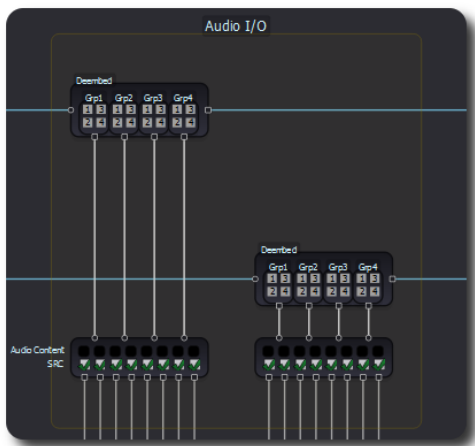 Audio I/O
Deembed
Grp1 Grp2 Grp3 Grp4
1 3 1 3 1 3 1 3
2 4 2 4 2 4 2 4
Deembed
Grp1 Grp2 Grp3 Grp4
1 3 1 3 1 3 1 3
2 4 2 4 2 4 2 4
Audio Content
SRC